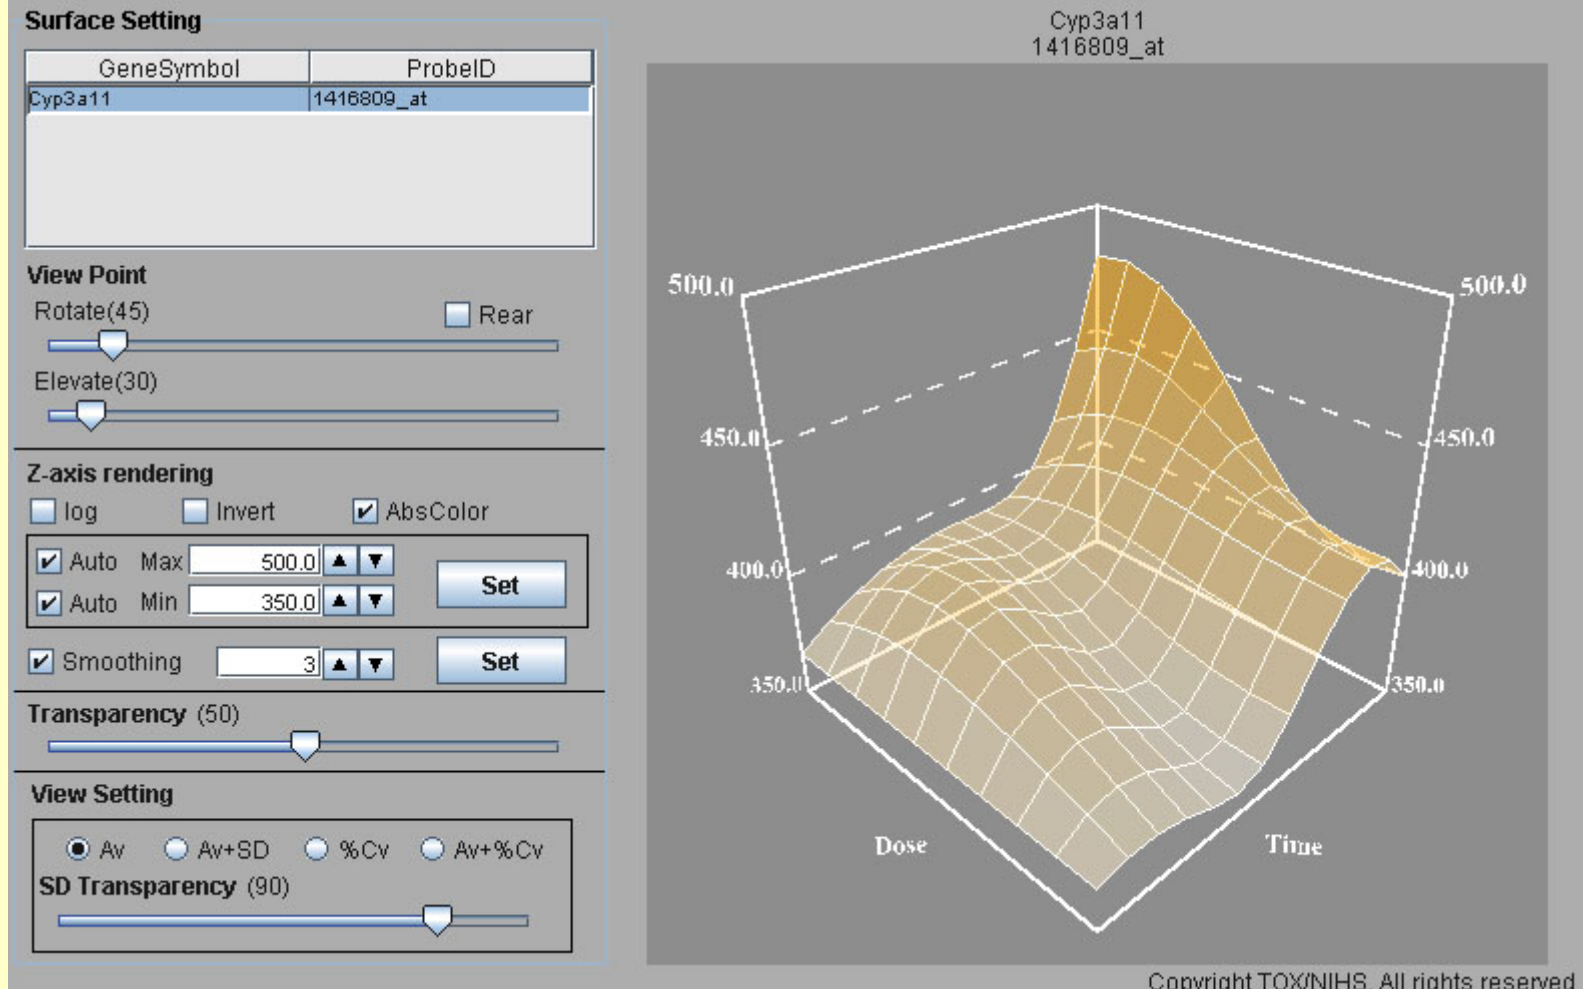 Surface Setting
GeneSymbol ProbeID
Cyp3a11 1416809_at
View Point
Rotate(45) Rear
Elevate(30)
Z-axis rendering
log Invert AbsColor
Auto Max 500.0 Set
Auto Min 350.0
Smoothing 3 Set
Transparency (50)
View Setting
Av Av+SD %Cv Av+%Cv
SD Transparency (90)
Cyp3a11
1416809_at
500.0 500.0
450.0 450.0
400.0 400.0
350.0 350.0
Dose Time
Copyright TOX/NIHS. All rights reserved